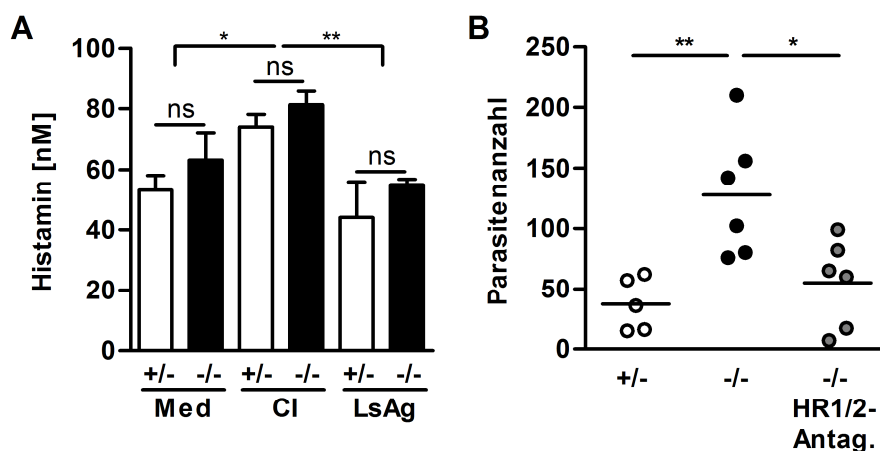 A
Histamin [nM]
100
80
60
40
20
0
*
**
ns
ns
ns
+/- -/- +/- -/- +/- -/-
Med CI LsAg
B
Parasitenanzahl
250
200
150
100
50
0
**
*
+/- -/- -/-
HR1/2-
Antag.